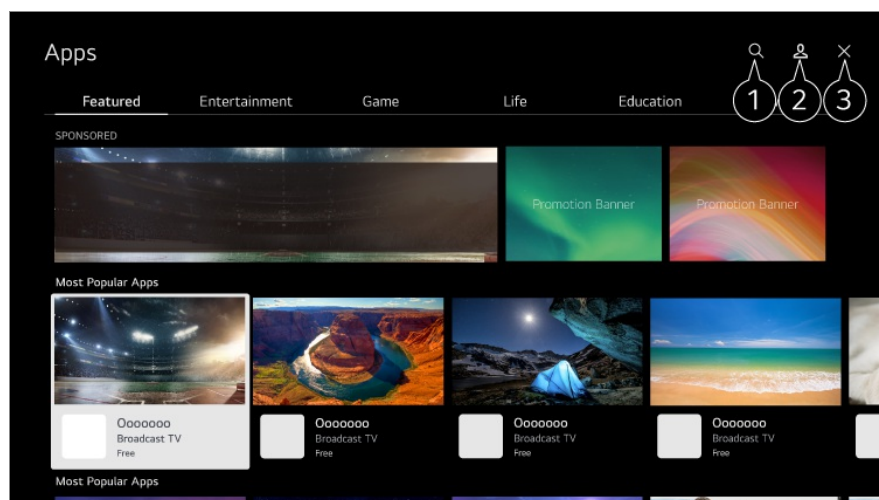 Apps
Featured Entertainment Game Life Education
1 2 3
SPONSORED
Promotion Banner Promotion Banner
Most Popular Apps
Ooooooo Ooooooo Ooooooo Ooooooo
Broadcast TV Broadcast TV Broadcast TV Broadcast TV
Free Free Free Free
Most Popular Apps